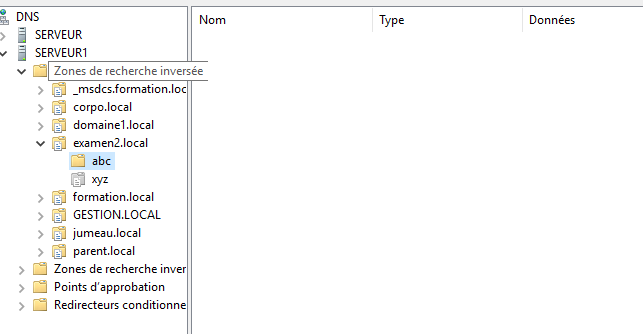 DNS
Nom Type Données
SERVEUR
SERVEUR1
Zones de recherche inversée
_msdcs.formation.loc
corpo.local
domaine1.local
examen2.local
abc
xyz
formation.local
GESTION.LOCAL
jumeau.local
parent.local
Zones de recherche inver
Points d'approbation
Redirecteurs conditionne